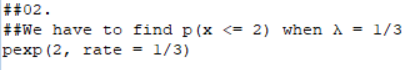 ##02.
##We have to find p(x <= 2) when λ = 1/3
pexp(2, rate = 1/3)